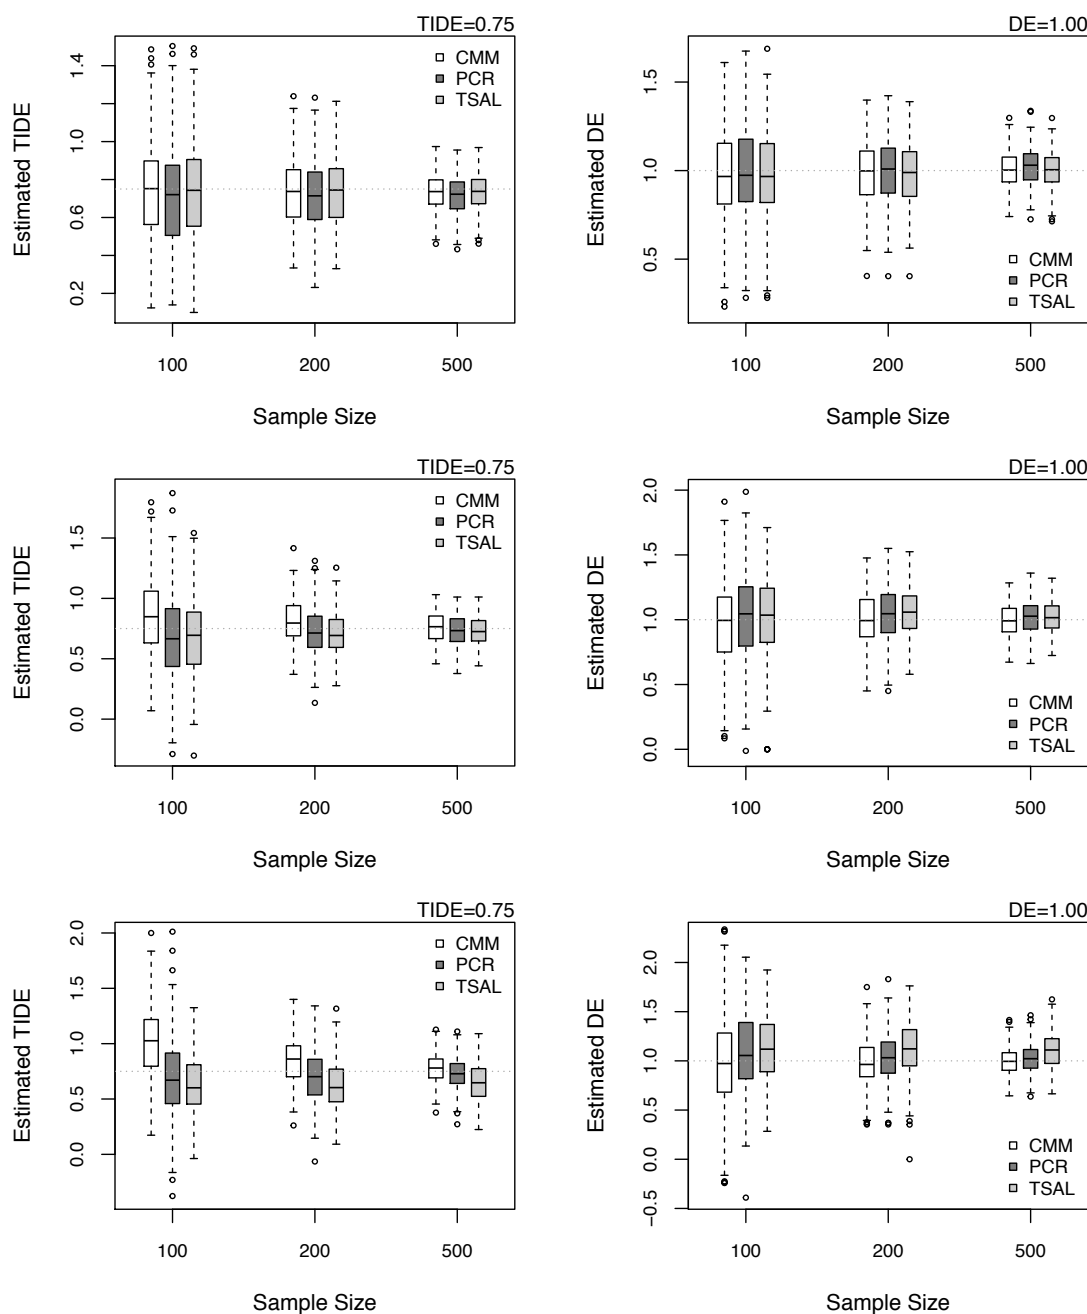 TIDE=0.75
Estimated TIDE
0.2 0.6 1.0 1.4
CMM
PCR
TSAL
100 200 500
Sample Size
DE=1.00
Estimated DE
0.5 1.0 1.5
CMM
PCR
TSAL
100 200 500
Sample Size
TIDE=0.75
Estimated TIDE
0.0 0.5 1.0 1.5
CMM
PCR
TSAL
100 200 500
Sample Size
DE=1.00
Estimated DE
0.0 0.5 1.0 1.5 2.0
CMM
PCR
TSAL
100 200 500
Sample Size
TIDE=0.75
Estimated TIDE
0.0 0.5 1.0 1.5 2.0
CMM
PCR
TSAL
100 200 500
Sample Size
DE=1.00
Estimated DE
−0.5 0.0 0.5 1.0 1.5 2.0
CMM
PCR
TSAL
100 200 500
Sample Size